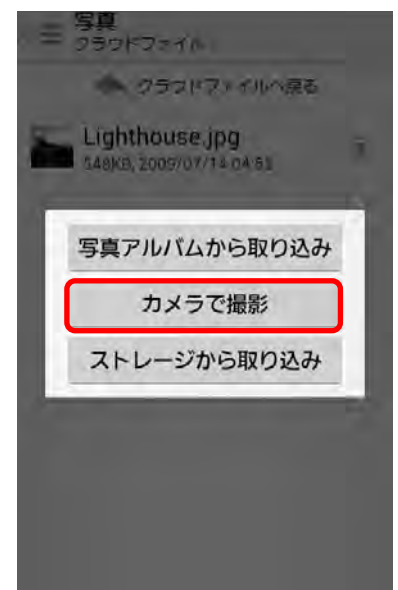 写真
クラウドファイル
クラウドファイルへ戻る
Lighthouse.jpg
548KB, 2009/07/14 04:52
写真アルバムから取り込み
カメラで撮影
ストレージから取り込み